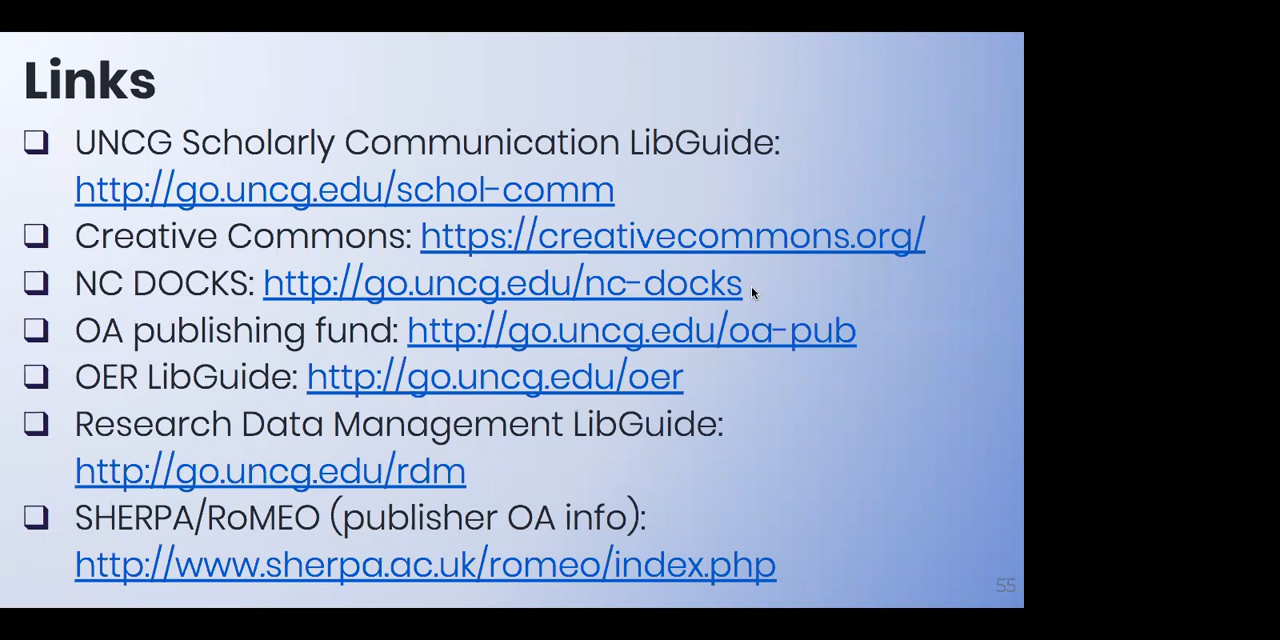 Links
❑ UNCG Scholarly Communication LibGuide:
http://go.uncg.edu/schol-comm
❑ Creative Commons: https://creativecommons.org/
❑ NC DOCKS: http://go.uncg.edu/nc-docks
❑ OA publishing fund: http://go.uncg.edu/oa-pub
❑ OER LibGuide: http://go.uncg.edu/oer
❑ Research Data Management LibGuide:
http://go.uncg.edu/rdm
❑ SHERPA/RoMEO (publisher OA info):
http://www.sherpa.ac.uk/romeo/index.php
55